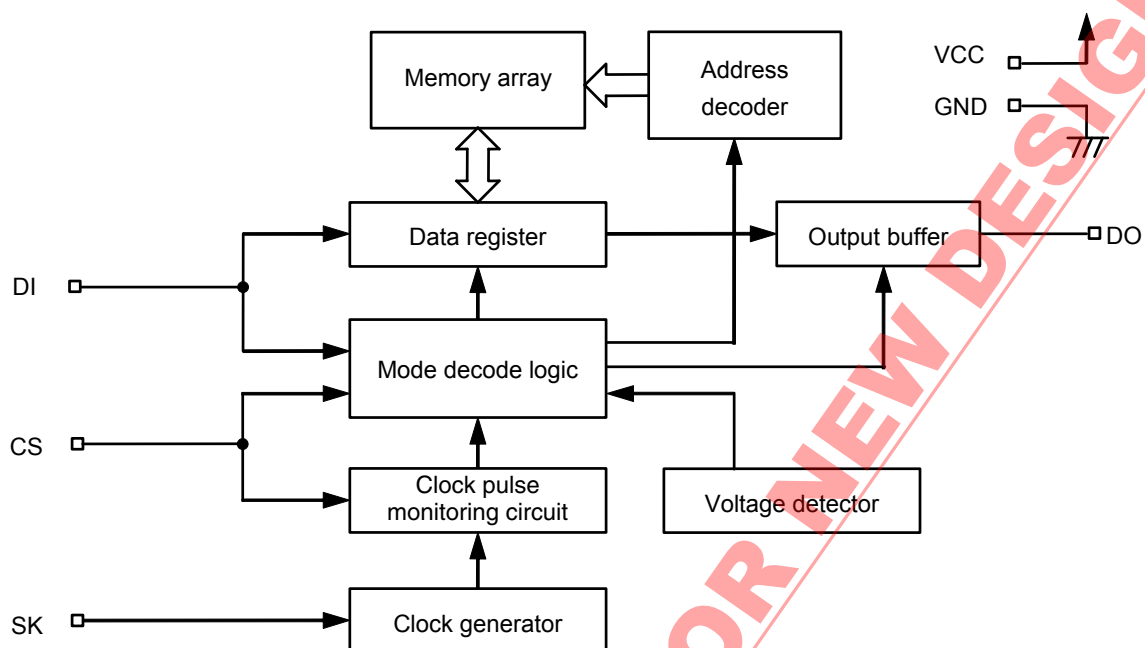 Memory array
Address
decoder
VCC
GND
Data register
Output buffer
DO
DI
Mode decode logic
CS
Clock pulse
monitoring circuit
Voltage detector
SK
Clock generator
OR NEW DESIG